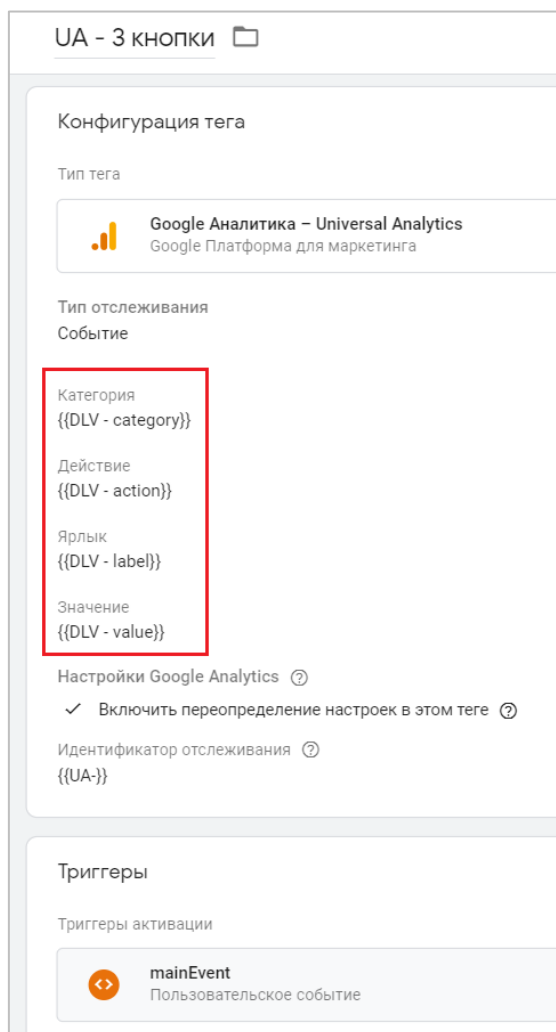 UA - 3 кнопки
Конфигурация тега
Тип тега
Google Аналитика – Universal Analytics
Google Платформа для маркетинга
Тип отслеживания
Событие
Категория
{{DLV - category}}
Действие
{{DLV - action}}
Ярлык
{{DLV - label}}
Значение
{{DLV - value}}
Настройки Google Analytics ?
Включить переопределение настроек в этом теге ?
Идентификатор отслеживания ?
{{UA-}}
Триггеры
Триггеры активации
mainEvent
Пользовательское событие